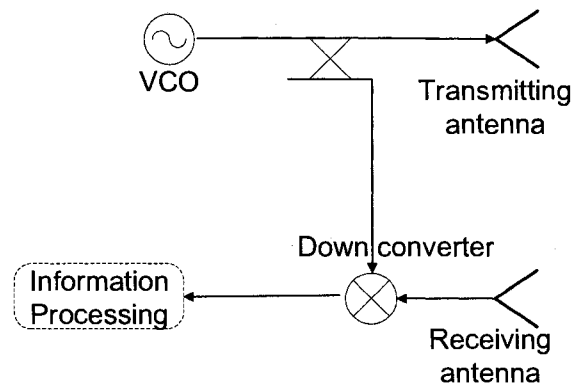 VCO
Transmitting
antenna
Down converter
Information
Processing
Receiving
antenna